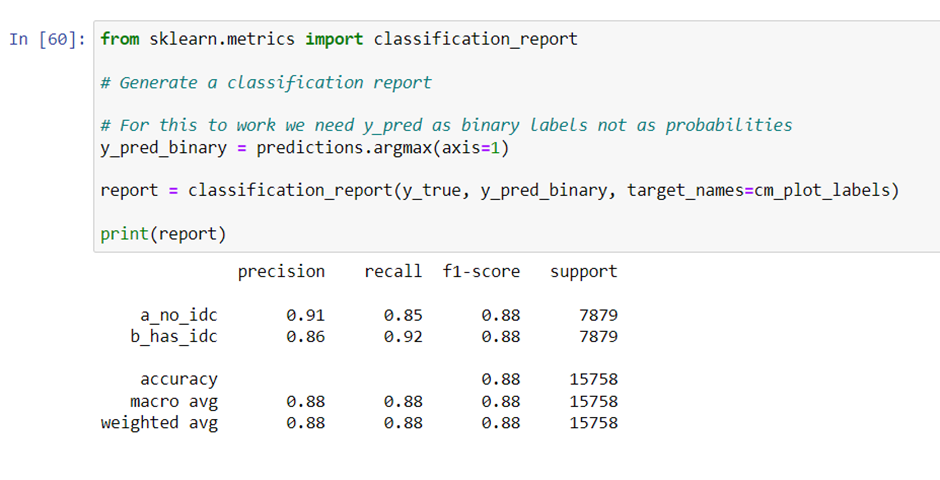 In [60]: from sklearn.metrics import classification_report
# Generate a classification report
# For this to work we need y_pred as binary labels not as probabilities
y_pred_binary = predictions.argmax(axis=1)
report = classification_report(y_true, y_pred_binary, target_names=cm_plot_labels)
print(report)
precision recall f1-score support
a_no_idc 0.91 0.85 0.88 7879
b_has_idc 0.86 0.92 0.88 7879
accuracy 0.88 15758
macro avg 0.88 0.88 0.88 15758
weighted avg 0.88 0.88 0.88 15758